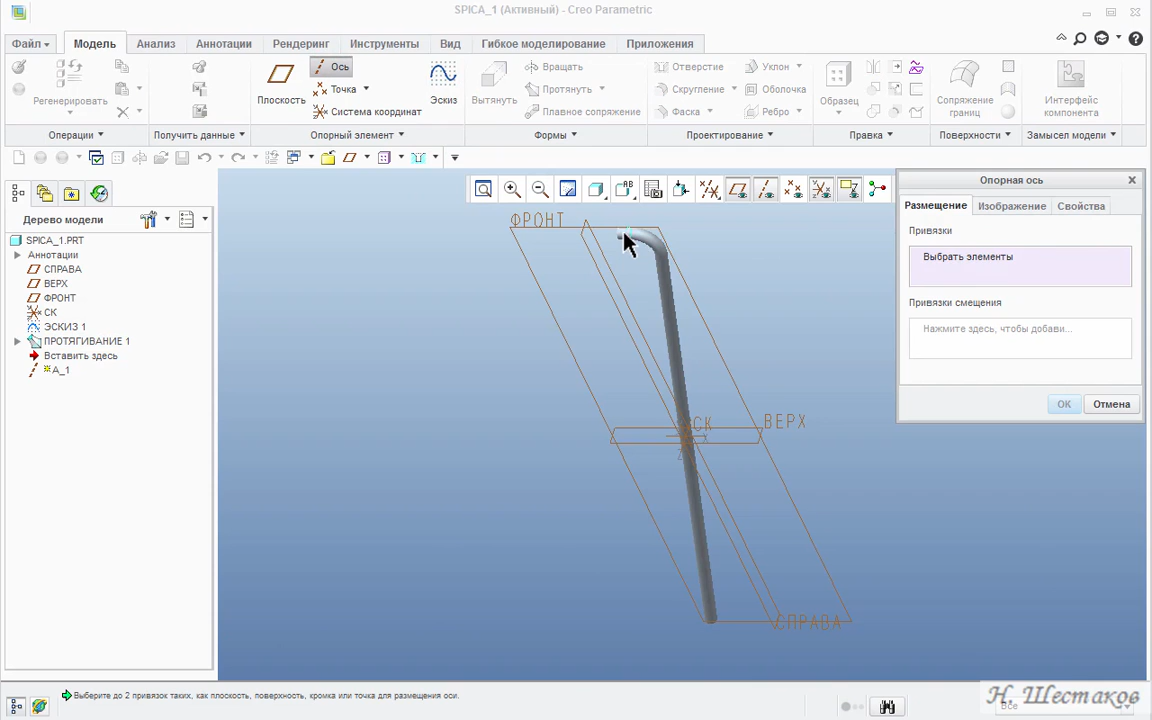 SPICA_1 (Активный) - Creo Parametric
Файл Модель Анализ Аннотации Рендеринг Инструменты Вид Гибкое моделирование Приложения
Регенерировать
Плоскость
Ось
Точка
Система координат
Эскиз
Вытянуть
Вращать
Протянуть
Плавное сопряжение
Отверстие
Скругление
Фаска
Уклон
Оболочка
Ребро
Образец
Сопряжение границ
Интерфейс компонента
Операции Получить данные Опорный элемент Формы Проектирование Правка Поверхности Замысел модели
Дерево модели
SPICA_1.PRT
Аннотации
СПРАВА
ВЕРХ
ФРОНТ
СК
ЭСКИЗ 1
ПРОТЯГИВАНИЕ 1
Вставить здесь
A_1
ФРОНТ
СК
ВЕРХ
X
Z
СПРАВА
Опорная ось
Размещение Изображение Свойства
Привязки
Выбрать элементы
Привязки смещения
Нажмите здесь, чтобы добави...
OK Отмена
Выберите до 2 привязок таких, как плоскость, поверхность, кромка или точка для размещения оси.
Все
Н. Шестаков